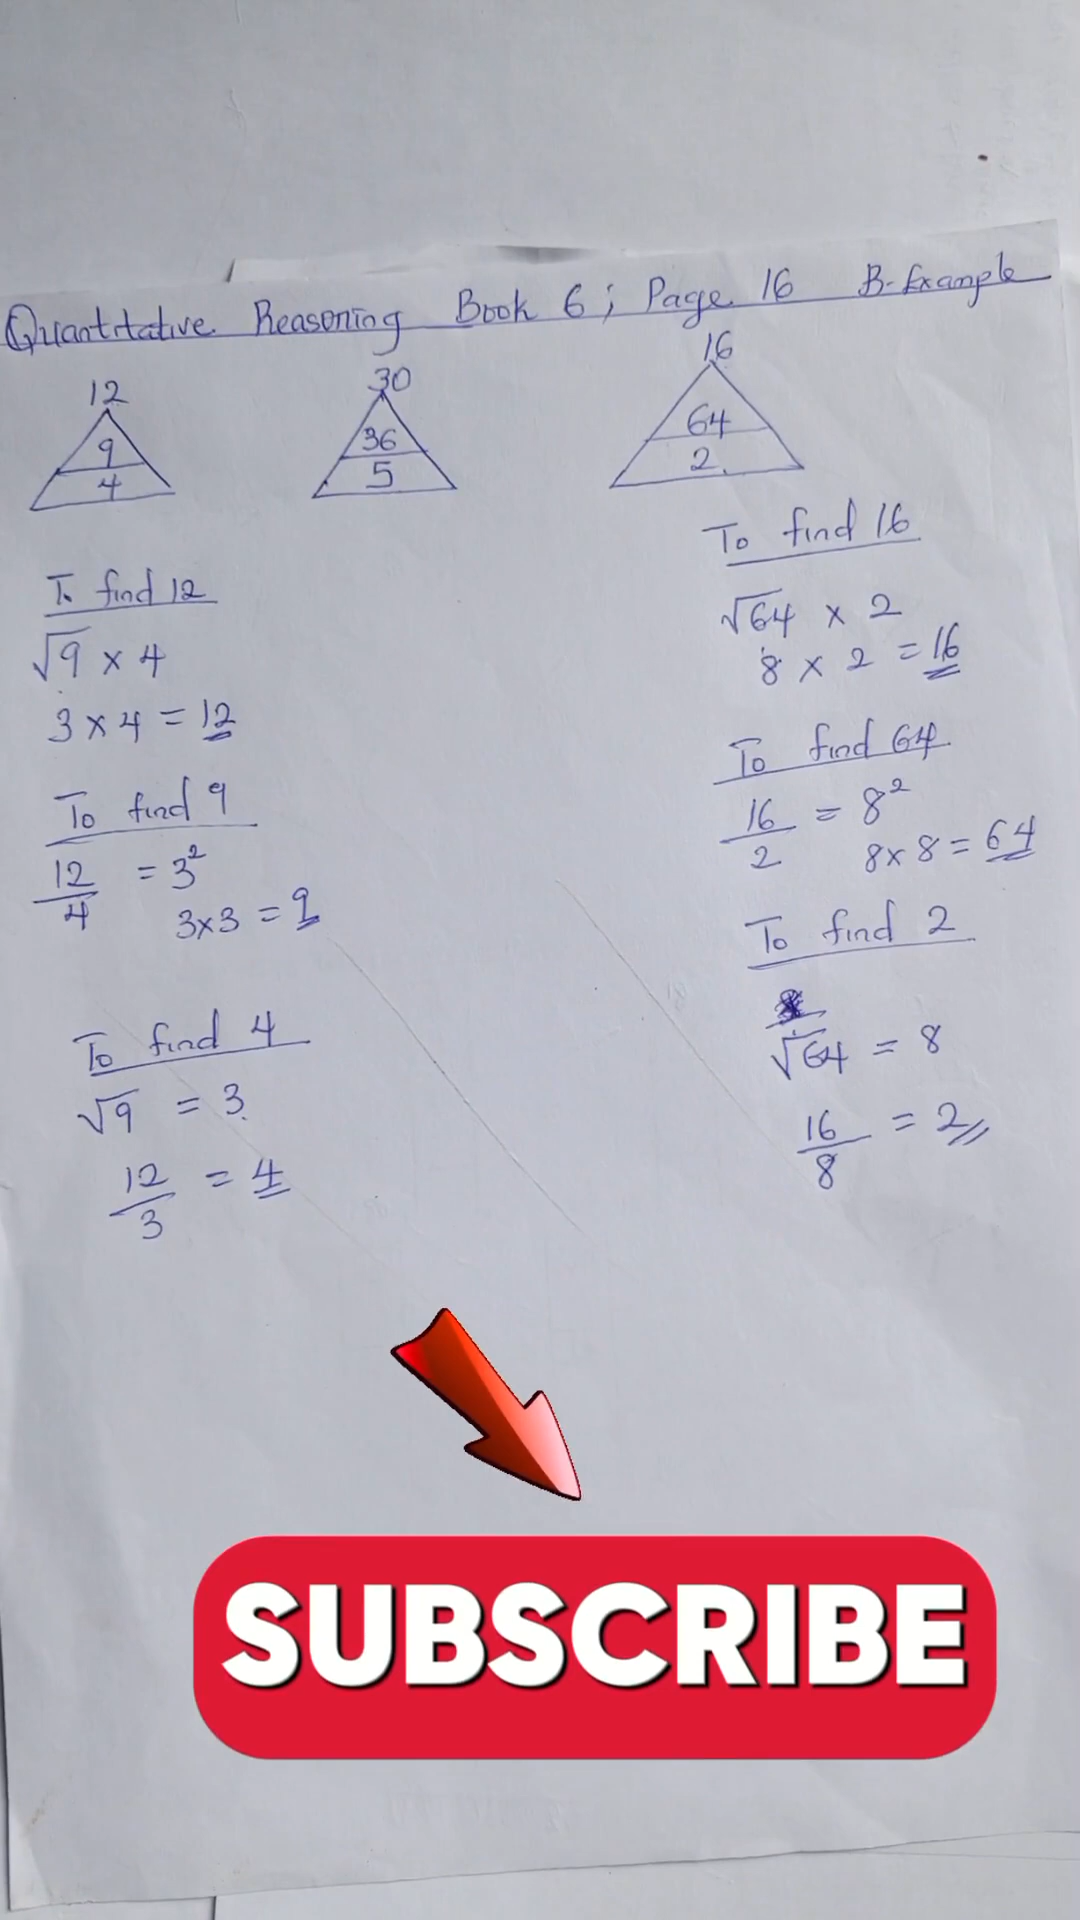 Quantitative Reasoning Book 6; Page 16 B-Example
12
9
4
30
36
5
16
64
2
To find 12
√9 × 4
3 × 4 = 12
To find 9
12/4 = 3²
3×3 = 9
To find 4
√9 = 3
12/3 = 4
To find 16
√64 × 2
8 × 2 = 16
To find 64
16/2 = 8²
8×8 = 64
To find 2
√64 = 8
16/8 = 2
SUBSCRIBE